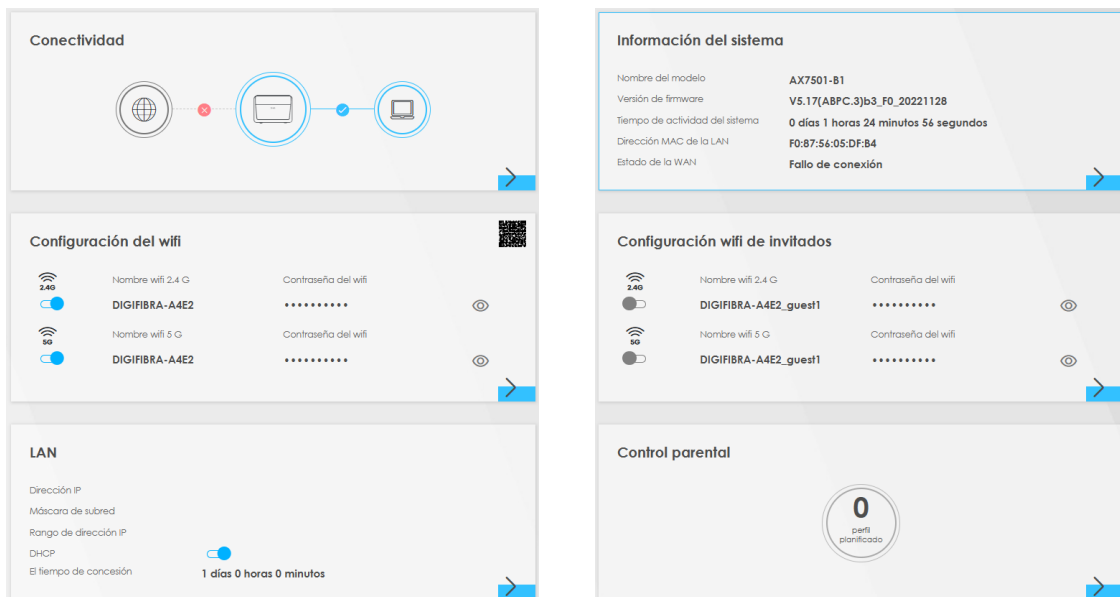 Conectividad
Información del sistema
Nombre del modelo AX7501-B1
Versión de firmware V5.17(ABPC.3)b3_F0_20221128
Tiempo de actividad del sistema 0 días 1 horas 24 minutos 56 segundos
Dirección MAC de la LAN F0:87:56:05:DF:B4
Estado de la WAN Fallo de conexión
Configuración del wifi
2.4G Nombre wifi 2.4 G Contraseña del wifi
DIGIFIBRA-A4E2 ••••••••••
5G Nombre wifi 5 G Contraseña del wifi
DIGIFIBRA-A4E2 ••••••••••
Configuración wifi de invitados
2.4G Nombre wifi 2.4 G Contraseña del wifi
DIGIFIBRA-A4E2_guest1 ••••••••••
5G Nombre wifi 5 G Contraseña del wifi
DIGIFIBRA-A4E2_guest1 ••••••••••
LAN
Dirección IP
Máscara de subred
Rango de dirección IP
DHCP
El tiempo de concesión 1 días 0 horas 0 minutos
Control parental
0
perfil
planificado